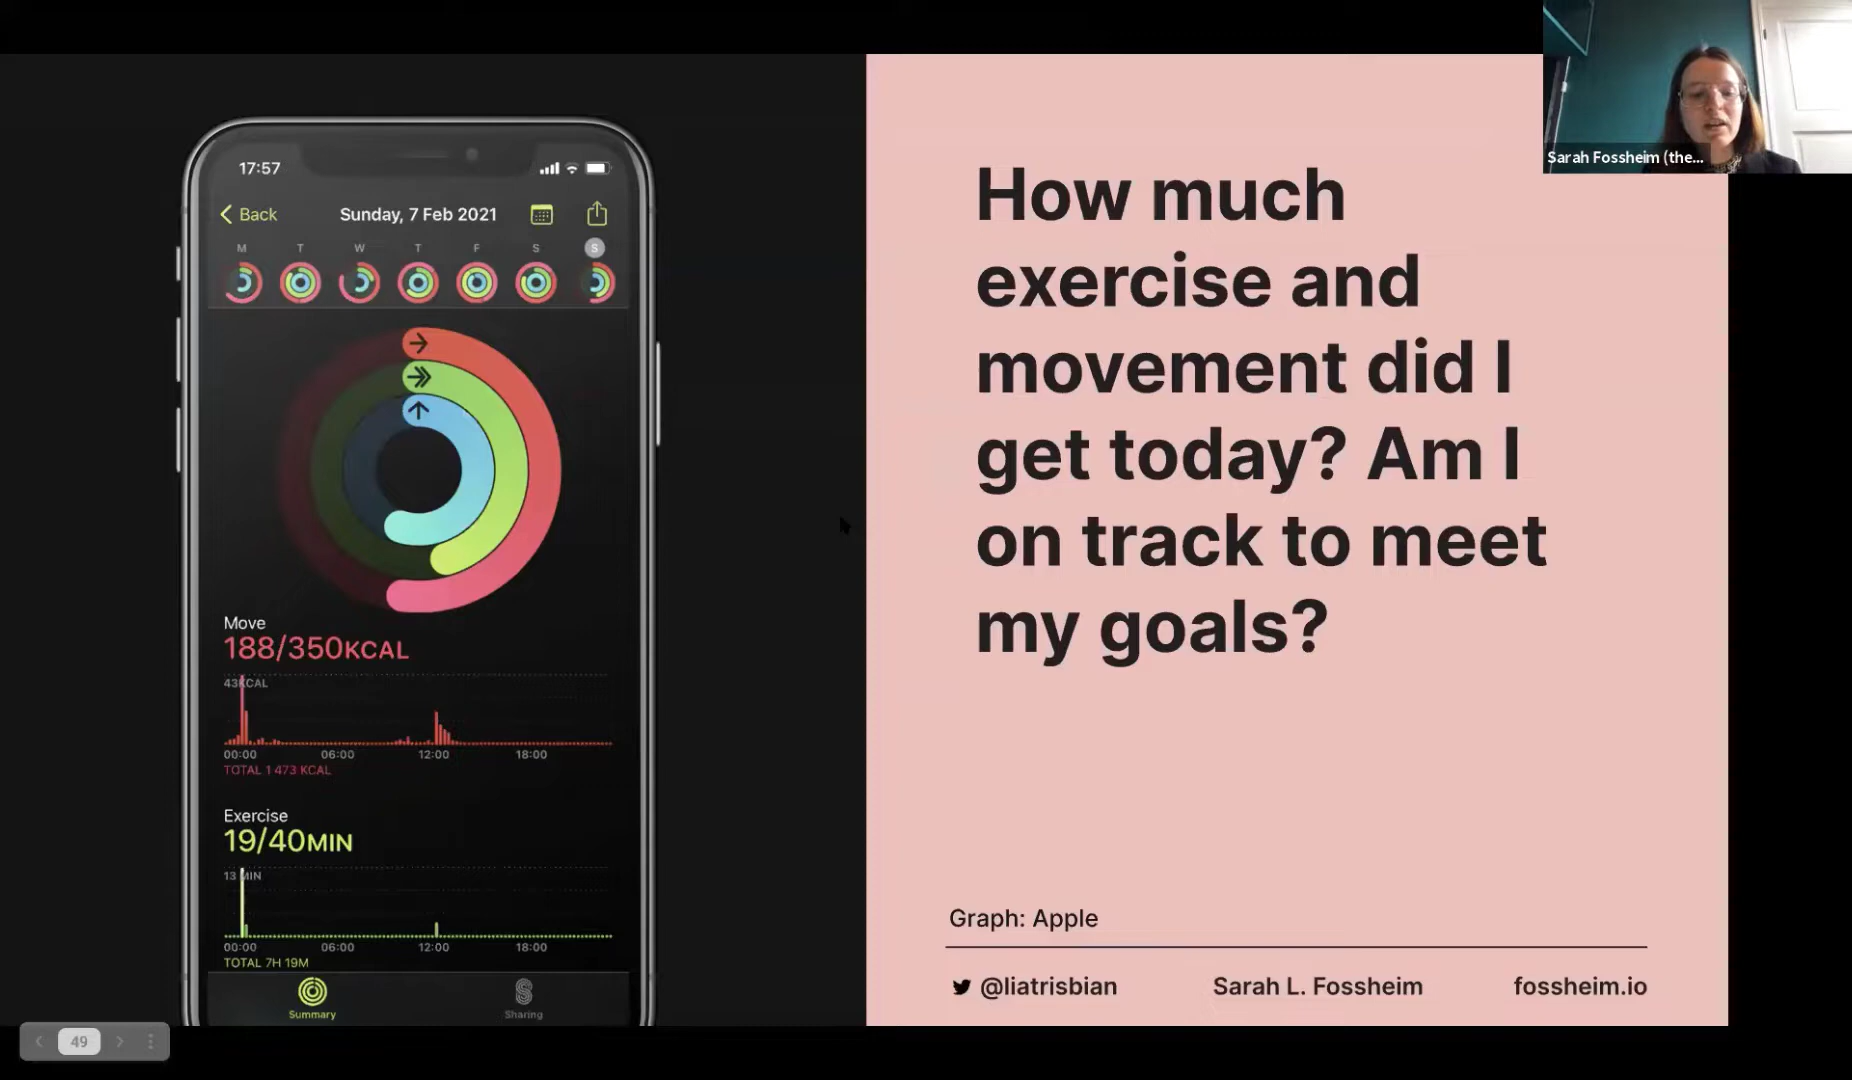 17:57
Back
Sunday, 7 Feb 2021
M T W T F S S
Move
188/350KCAL
43KCAL
00:00 06:00 12:00 18:00
TOTAL 1 473 KCAL
Exercise
19/40MIN
13 MIN
00:00 06:00 12:00 18:00
TOTAL 7H 19M
Summary
Sharing
How much
exercise and
movement did I
get today? Am I
on track to meet
my goals?
Graph: Apple
@liatrisbian
Sarah L. Fossheim
fossheim.io
Sarah Fossheim (the...
49